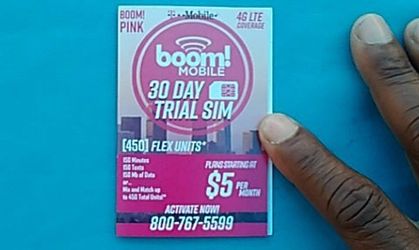 BOOM! PINK
T··Mobile·
4G LTE COVERAGE
boom!
MOBILE
30 DAY
TRIAL SIM
[450] FLEX UNITS*
150 Minutes
150 Texts
150 Mb of Data
or...
Mix and Match up
to 450 Total Units!**
PLANS STARTING AT
$5 PER MONTH
ACTIVATE NOW!
800-767-5599